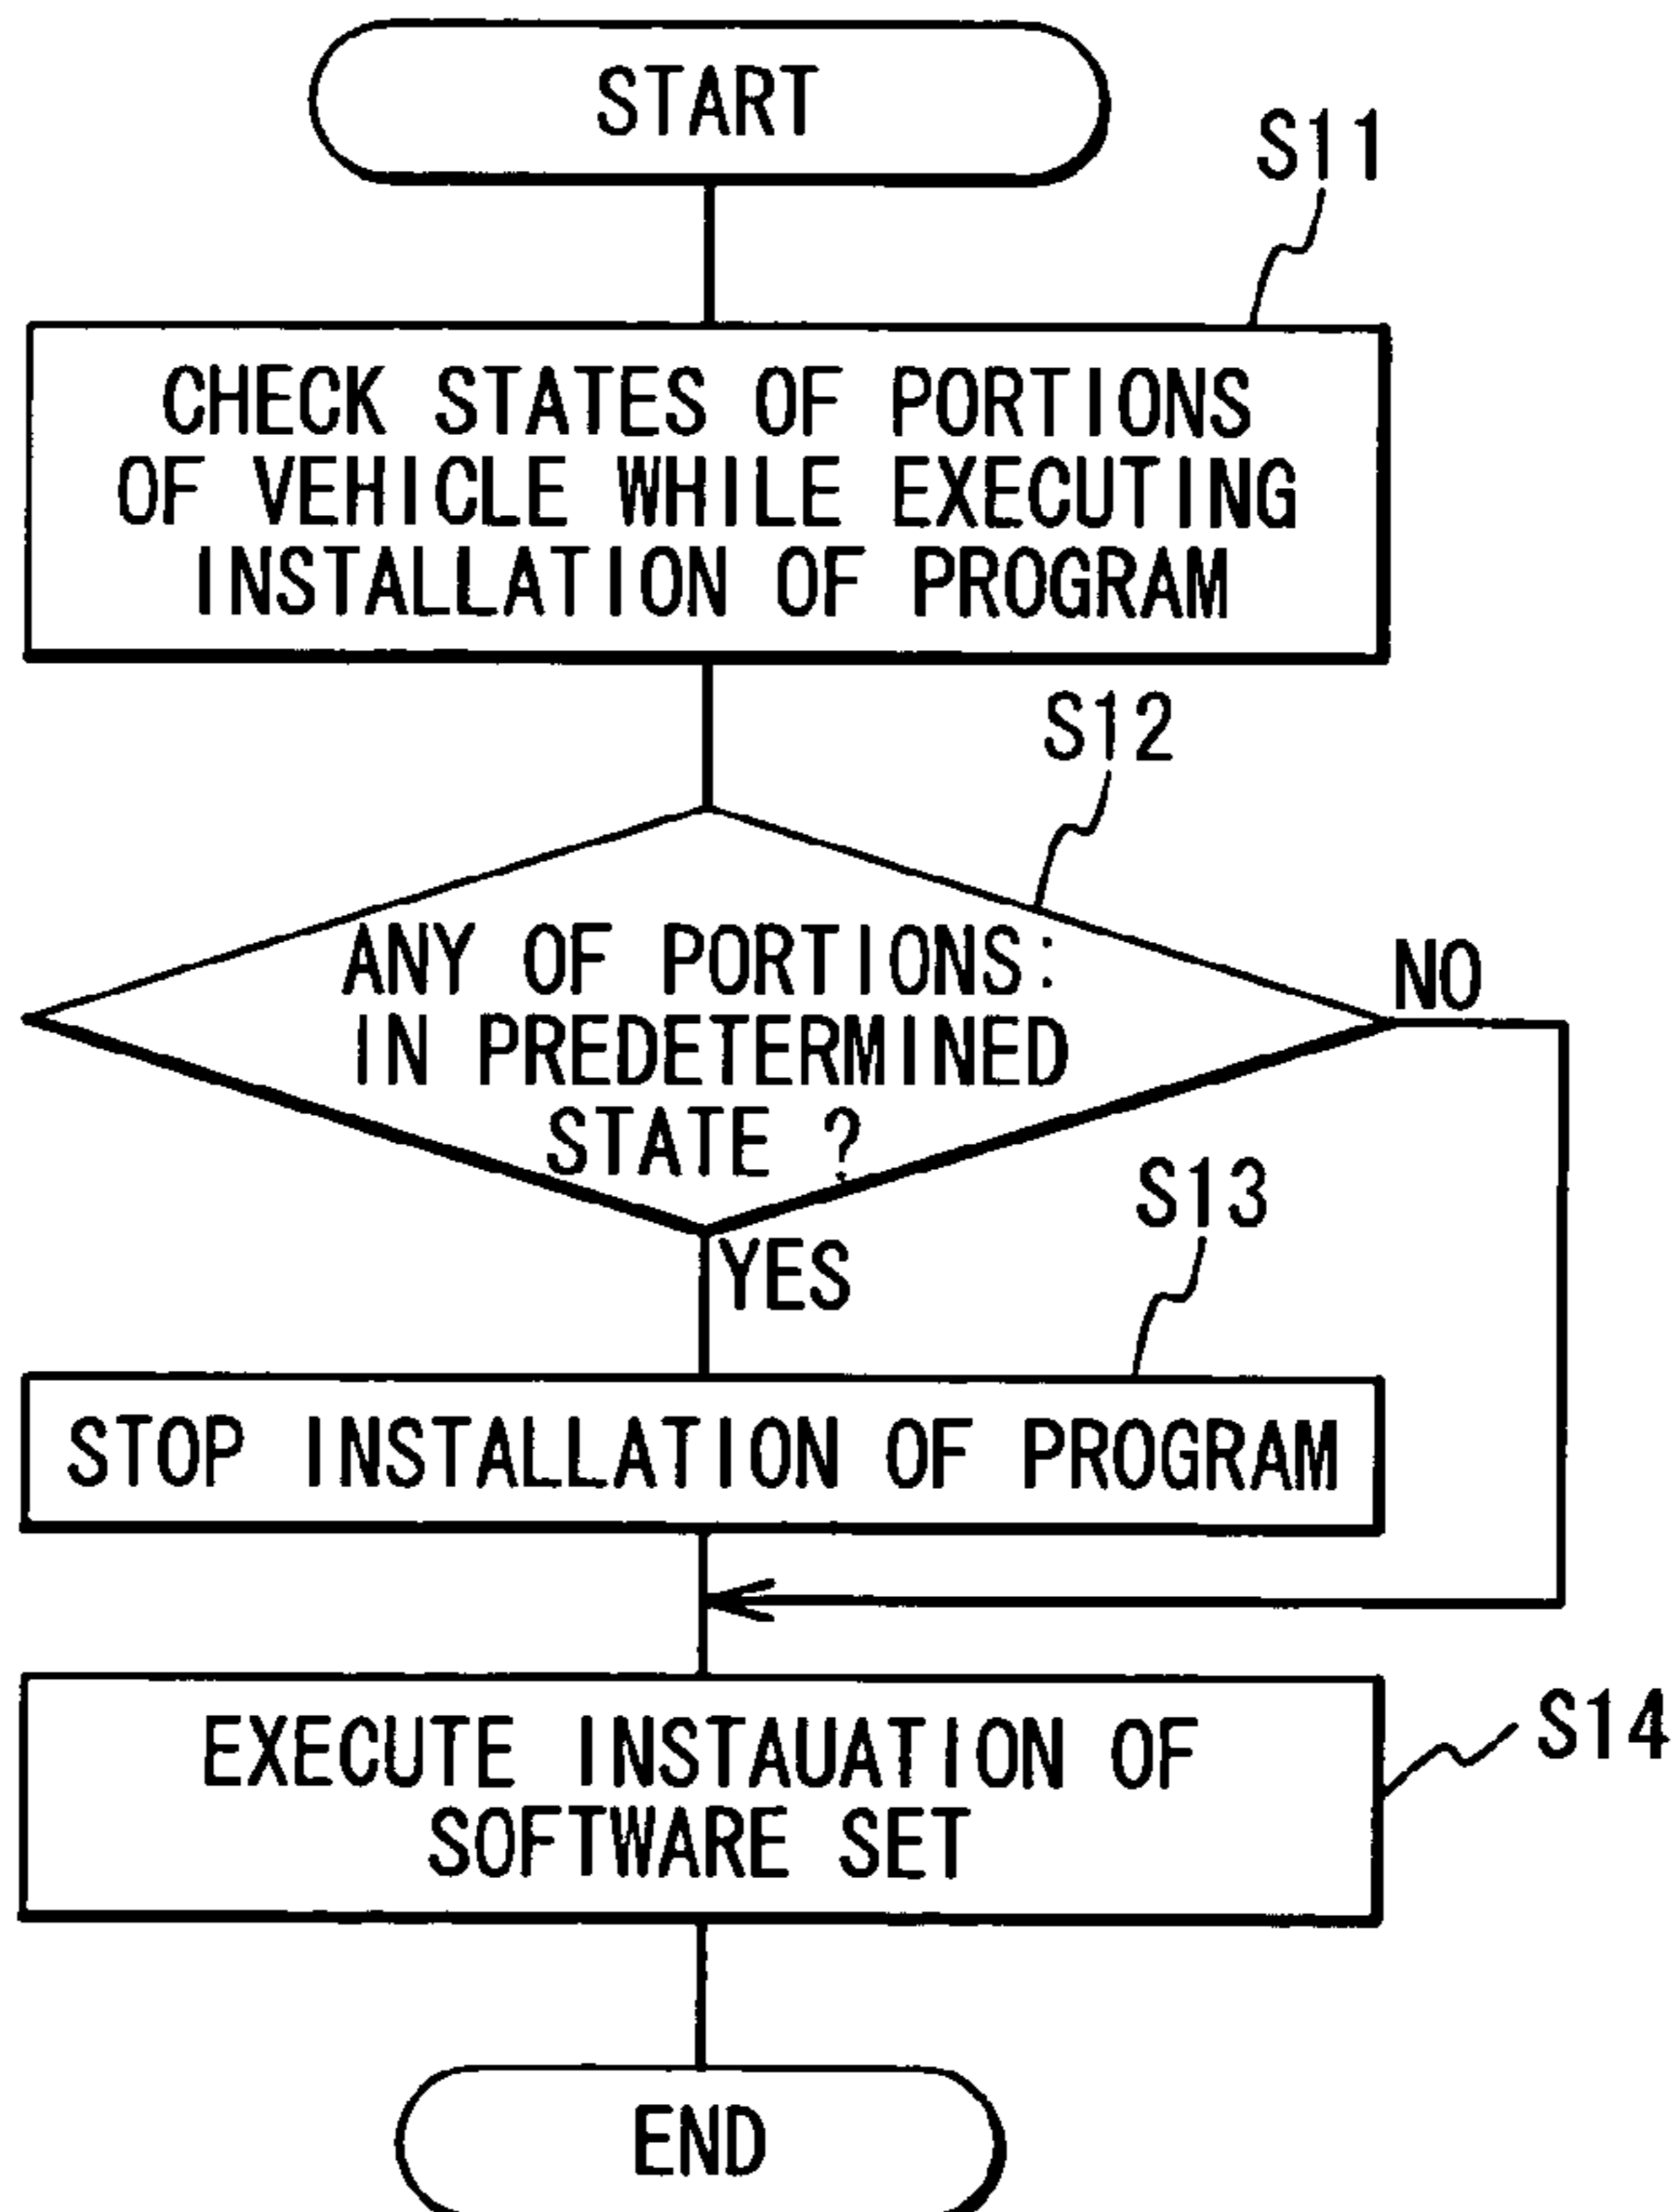 START
S11
CHECK STATES OF PORTIONS
OF VEHICLE WHILE EXECUTING
INSTALLATION OF PROGRAM
S12
ANY OF PORTIONS:
IN PREDETERMINED
STATE ?
NO
YES
S13
STOP INSTALLATION OF PROGRAM
EXECUTE INSTAUATION OF
SOFTWARE SET
S14
END